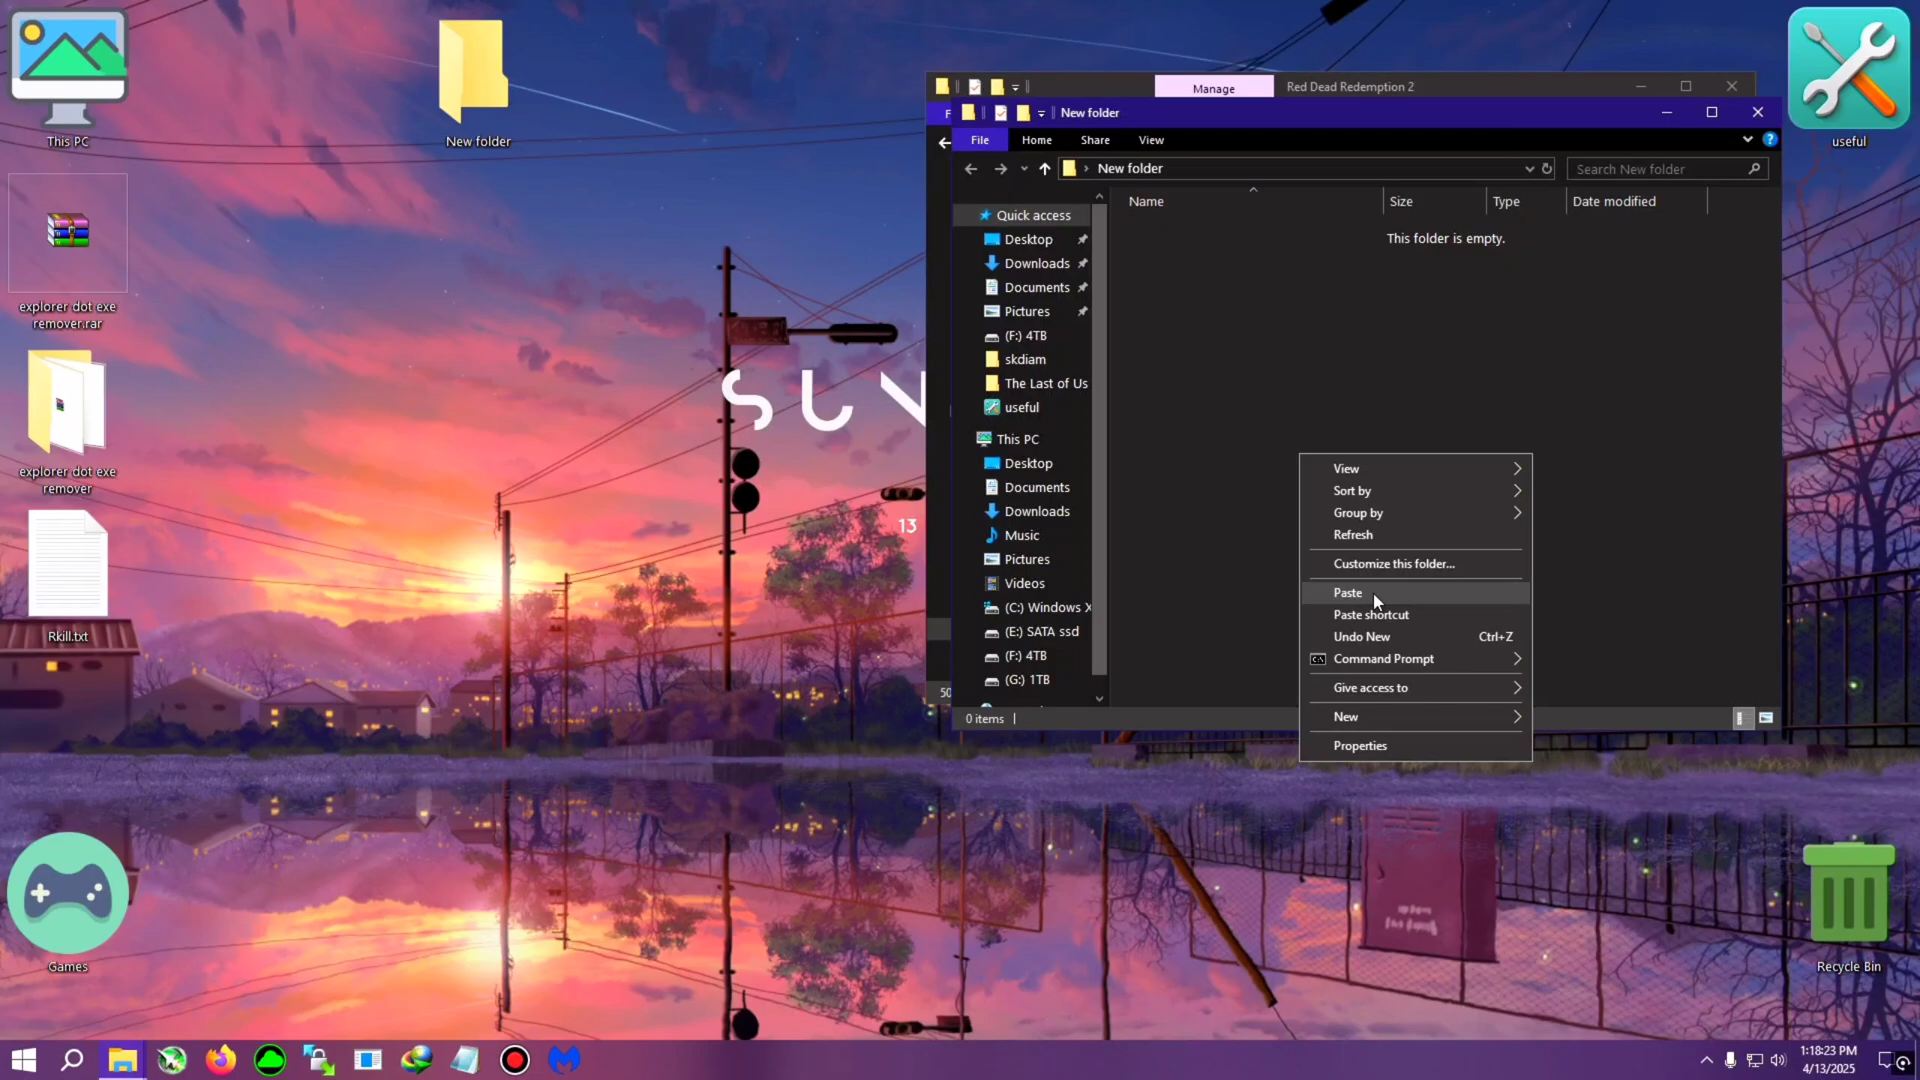 This PC
New folder
explorer dot exe
remover.rar
explorer dot exe
remover
Rkill.txt
Games
useful
Recycle Bin
SUN
13
Manage
Red Dead Redemption 2
F
50
New folder
File
Home
Share
View
New folder
Search New folder
Name
Size
Type
Date modified
This folder is empty.
Quick access
Desktop
Downloads
Documents
Pictures
(F:) 4TB
skdiam
The Last of Us
useful
This PC
Desktop
Documents
Downloads
Music
Pictures
Videos
(C:) Windows X
(E:) SATA ssd
(F:) 4TB
(G:) 1TB
0 items
View
Sort by
Group by
Refresh
Customize this folder...
Paste
Paste shortcut
Undo New Ctrl+Z
Command Prompt
Give access to
New
Properties
1:18:23 PM
4/13/2025